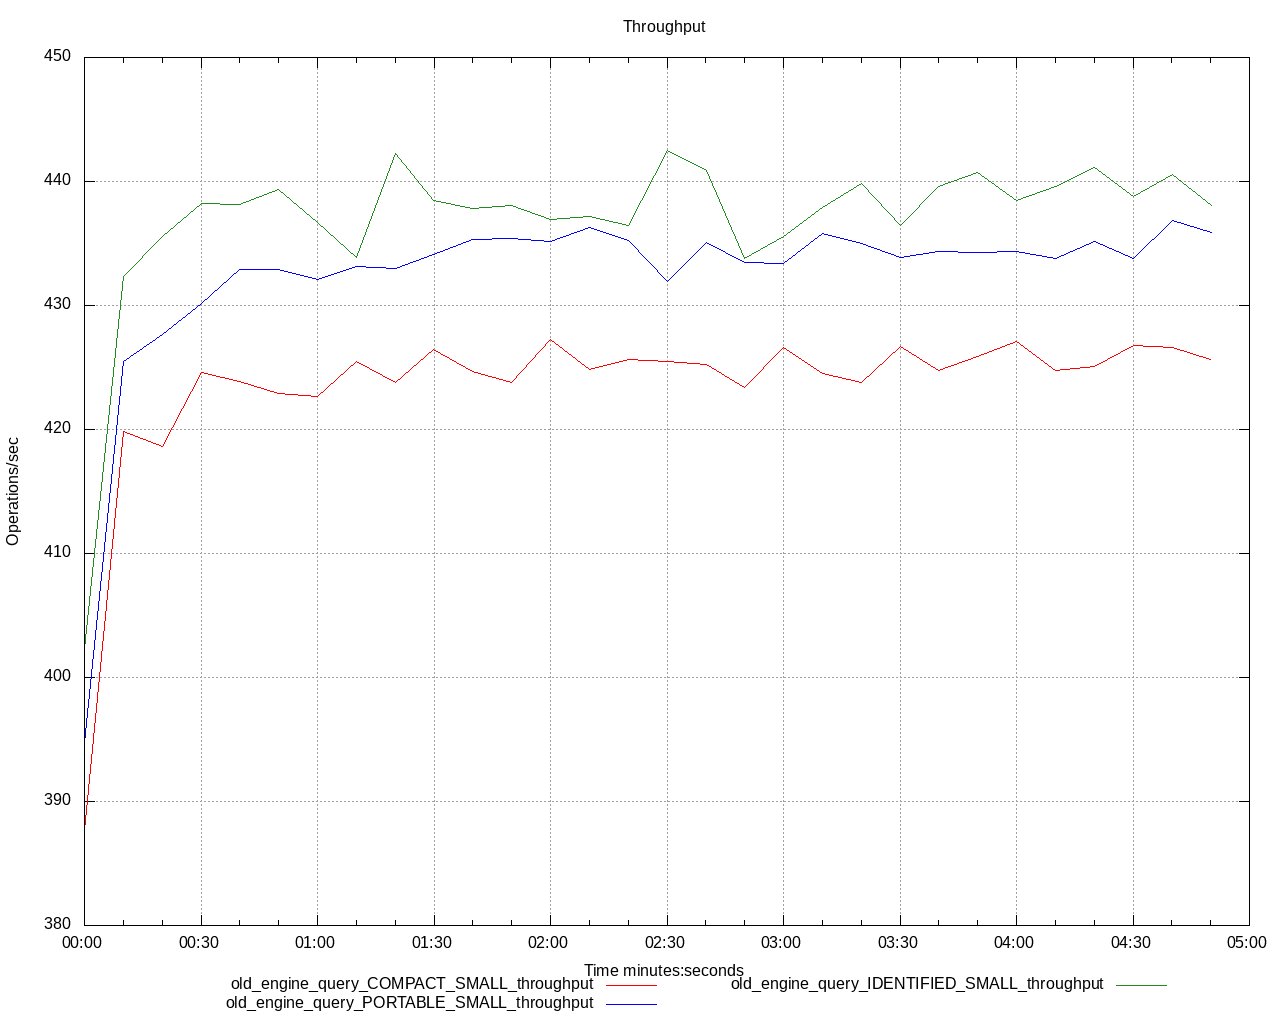 Throughput
450
440
430
420
410
400
390
380
Operations/sec
00:00 00:30 01:00 01:30 02:00 02:30 03:00 03:30 04:00 04:30 05:00
Time minutes:seconds
old_engine_query_COMPACT_SMALL_throughput old_engine_query_IDENTIFIED_SMALL_throughput
old_engine_query_PORTABLE_SMALL_throughput